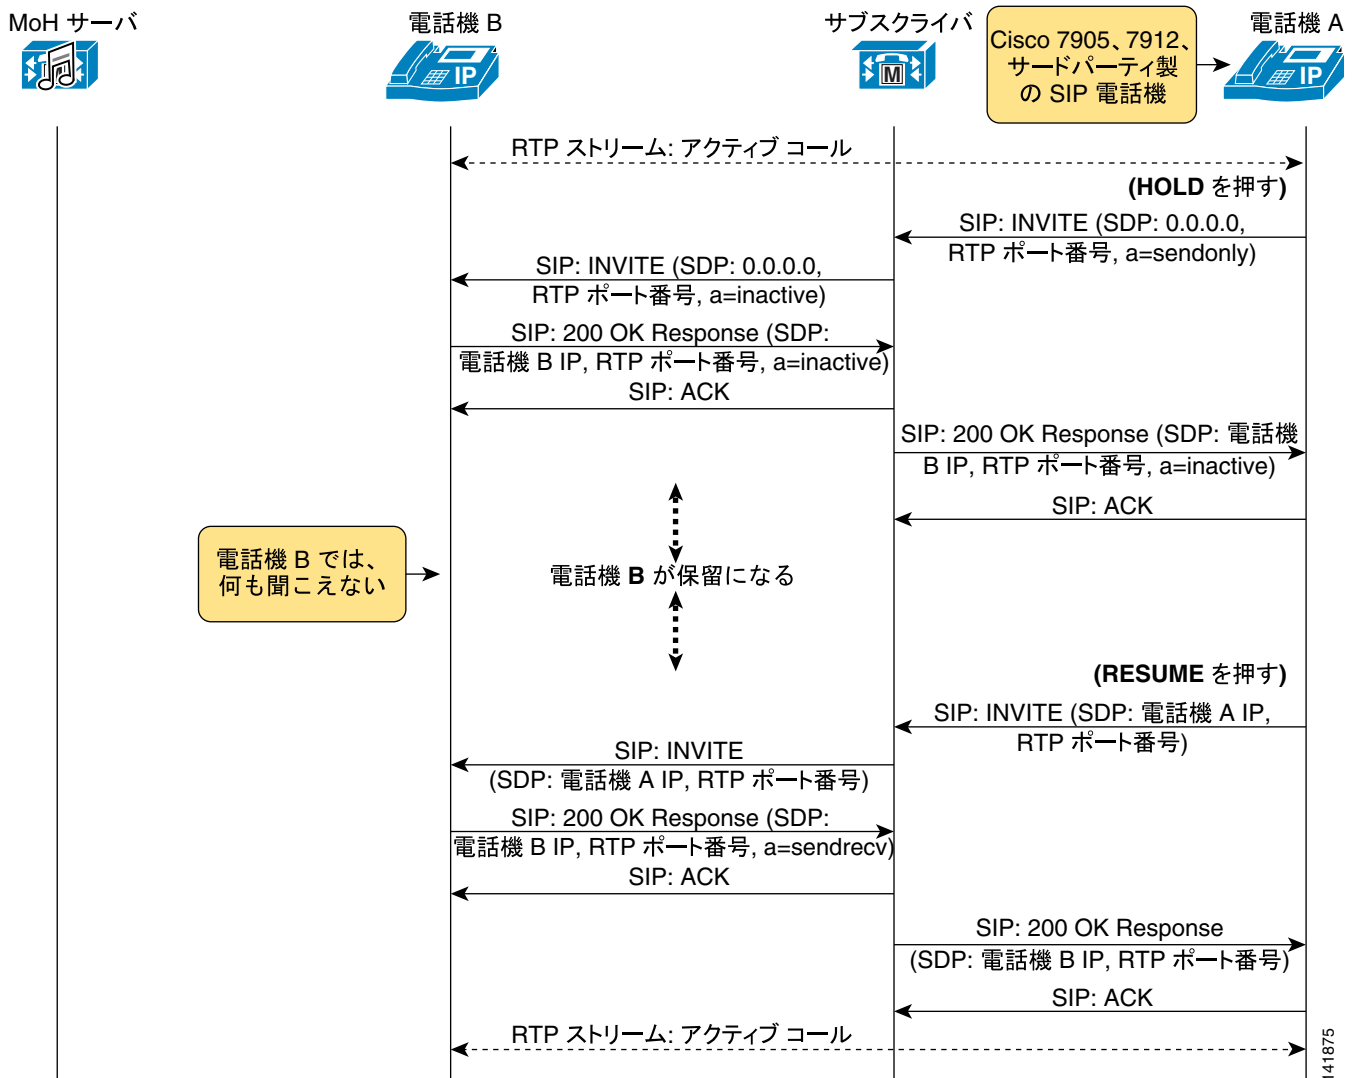 MoH サーバ
電話機 B
サブスクライバ
電話機 A
Cisco 7905、7912、
サードパーティ製
の SIP 電話機
IP
M
IP
RTP ストリーム: アクティブ コール
(HOLD を押す)
SIP: INVITE (SDP: 0.0.0.0,
RTP ポート番号, a=sendonly)
SIP: INVITE (SDP: 0.0.0.0,
RTP ポート番号, a=inactive)
SIP: 200 OK Response (SDP:
電話機 B IP, RTP ポート番号, a=inactive)
SIP: ACK
SIP: 200 OK Response (SDP: 電話機
B IP, RTP ポート番号, a=inactive)
SIP: ACK
電話機 B では、
何も聞こえない
電話機 B が保留になる
(RESUME を押す)
SIP: INVITE (SDP: 電話機 A IP,
RTP ポート番号)
SIP: INVITE
(SDP: 電話機 A IP, RTP ポート番号)
SIP: 200 OK Response (SDP:
電話機 B IP, RTP ポート番号, a=sendrecv)
SIP: ACK
SIP: 200 OK Response
(SDP: 電話機 B IP, RTP ポート番号)
SIP: ACK
RTP ストリーム: アクティブ コール
141875